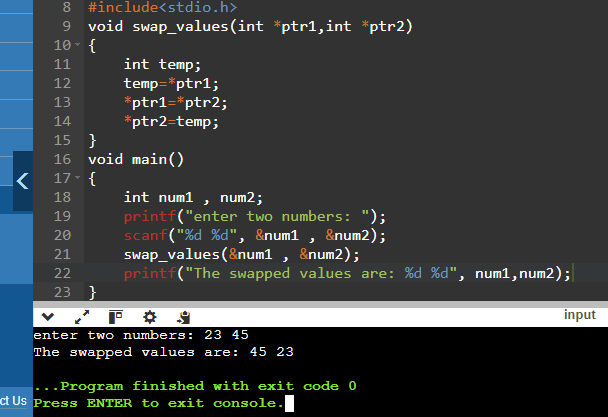 8 #include<stdio.h>
9 void swap_values(int *ptr1,int *ptr2)
10 {
11     int temp;
12     temp=*ptr1;
13     *ptr1=*ptr2;
14     *ptr2=temp;
15 }
16 void main()
17 {
18     int num1 , num2;
19     printf("enter two numbers: ");
20     scanf("%d %d", &num1 , &num2);
21     swap_values(&num1 , &num2);
22     printf("The swapped values are: %d %d", num1,num2);
23 }
input
enter two numbers: 23 45
The swapped values are: 45 23
...Program finished with exit code 0
Press ENTER to exit console.
ct Us